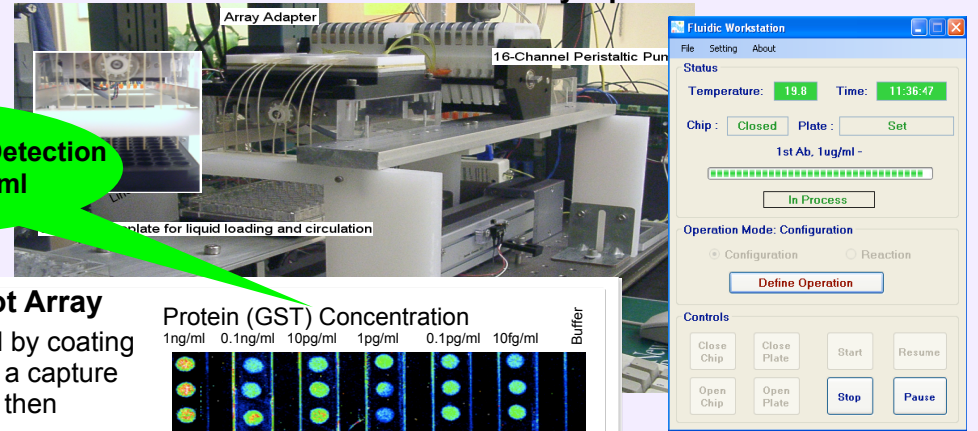 Array Adapter
16-Channel Peristaltic Pun
Detection
ml
plate for liquid loading and circulation
ot Array
by coating
a capture
then
Protein (GST) Concentration
1ng/ml 0.1ng/ml 10pg/ml 1pg/ml 0.1pg/ml 10fg/ml Buffer
Fluidic Workstation
File Setting About
Status
Temperature: 19.8 Time: 11:36:47
Chip : Closed Plate : Set
1st Ab, 1ug/ml -
In Process
Operation Mode: Configuration
Configuration Reaction
Define Operation
Controls
Close Chip Close Plate Start Resume
Open Chip Open Plate Stop Pause